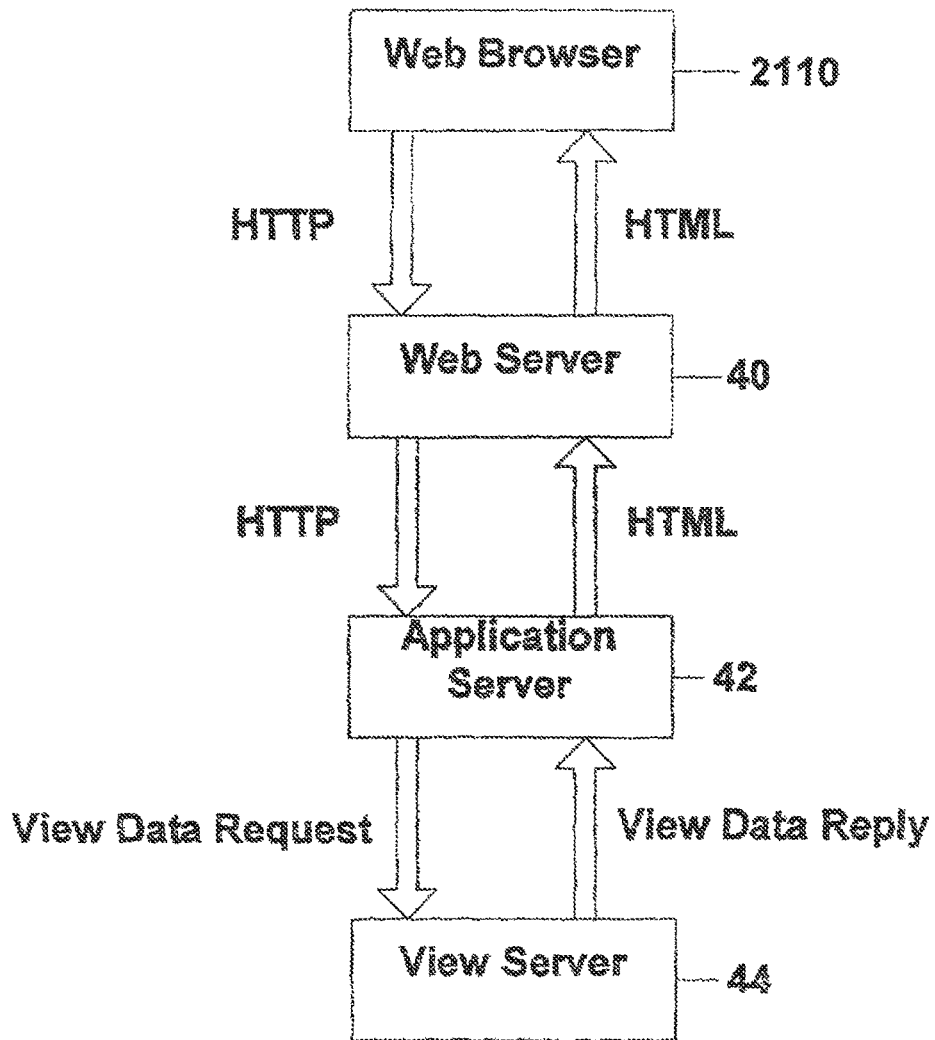 Web Browser
2110
HTTP
HTML
Web Server
40
HTTP
HTML
Application
Server
42
View Data Request
View Data Reply
View Server
44